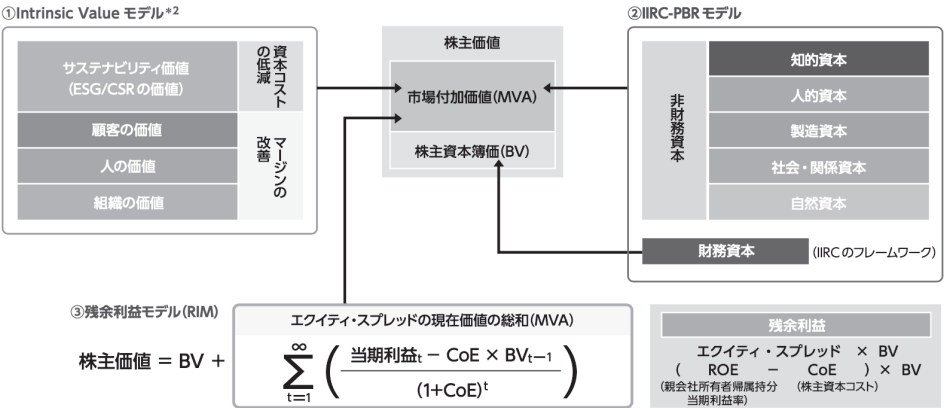 ①Intrinsic Value モデル*2
サステナビリティ価値
(ESG/CSRの価値)
資本コスト
の低減
顧客の価値
人の価値
組織の価値
マージンの
改善
株主価値
市場付加価値(MVA)
株主資本簿価(BV)
②IIRC-PBRモデル
非財務資本
知的資本
人的資本
製造資本
社会・関係資本
自然資本
財務資本
(IIRCのフレームワーク)
③残余利益モデル(RIM)
エクイティ・スプレッドの現在価値の総和(MVA)
株主価値 = BV + ∞ Σ t=1 ( 当期利益t − CoE × BVt−1 / (1+CoE)t )
残余利益
エクイティ・スプレッド × BV
( ROE − CoE ) × BV
(親会社所有者帰属持分 (株主資本コスト)
当期利益率)